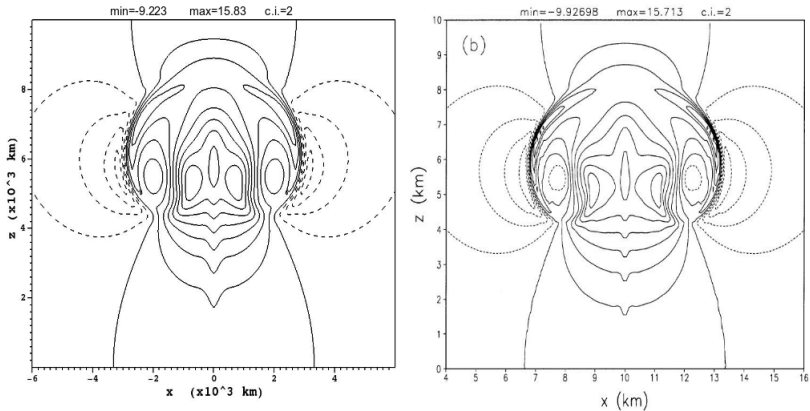 min=-9.223 max=15.83 c.i.=2
8
6
4
2
z (x10^3 km)
-6 -4 -2 0 2 4
x (x10^3 km)
min=-9.92698 max=15.713 c.i.=2
(b)
10
9
8
7
6
5
4
3
2
1
0
z (km)
4 5 6 7 8 9 10 11 12 13 14 15 16
x (km)